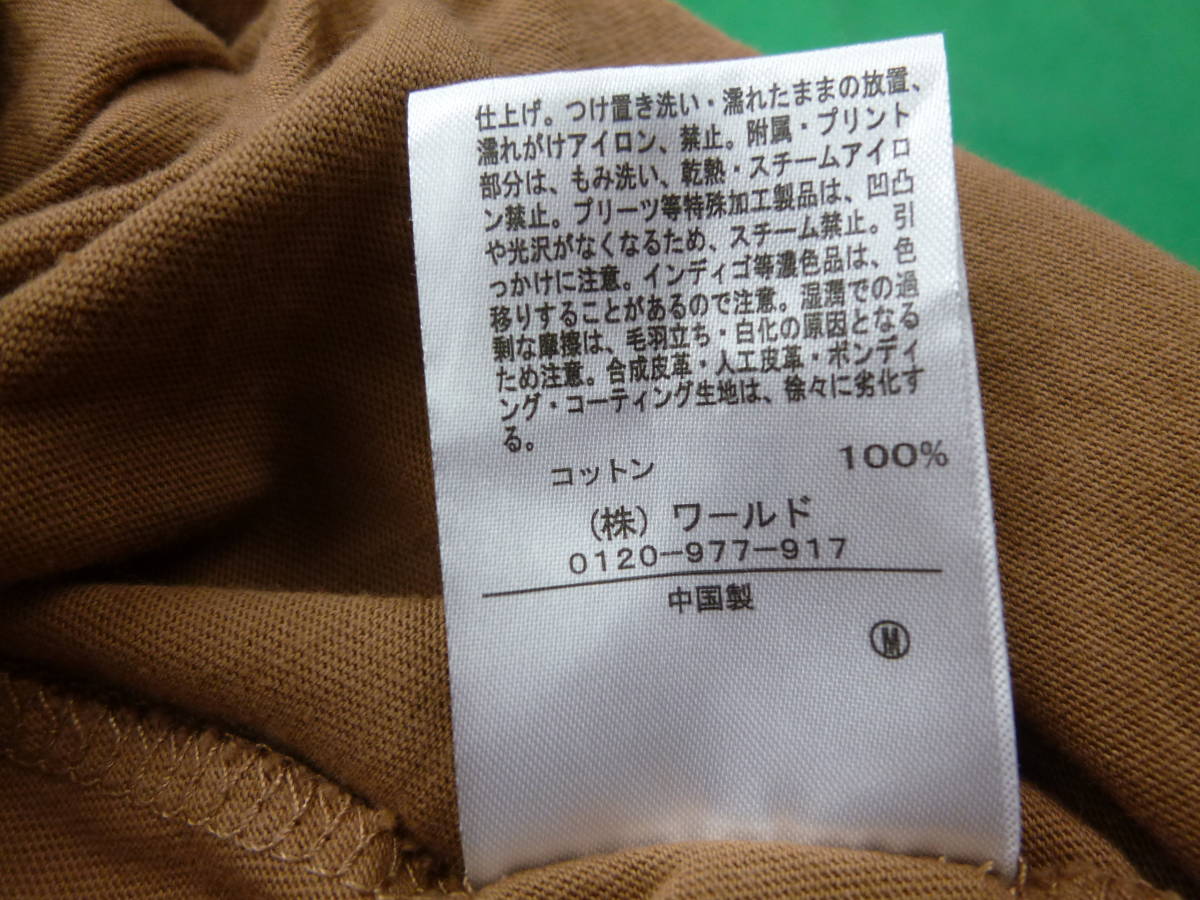 仕上げ。つけ置き洗い・濡れたままの放置、
濡れがけアイロン、禁止。附属・プリント
部分は、もみ洗い、乾熱・スチームアイロ
ン禁止。プリーツ等特殊加工製品は、凹凸
や光沢がなくなるため、スチーム禁止。引
っかけに注意。インディゴ等濃色品は、色
移りすることがあるので注意。湿潤での過
剰な摩擦は、毛羽立ち・白化の原因となる
ため注意。合成皮革・人工皮革・ボンディ
ング・コーティング生地は、徐々に劣化す
る。
コットン 100%
(株) ワールド
0120-977-917
中国製
M